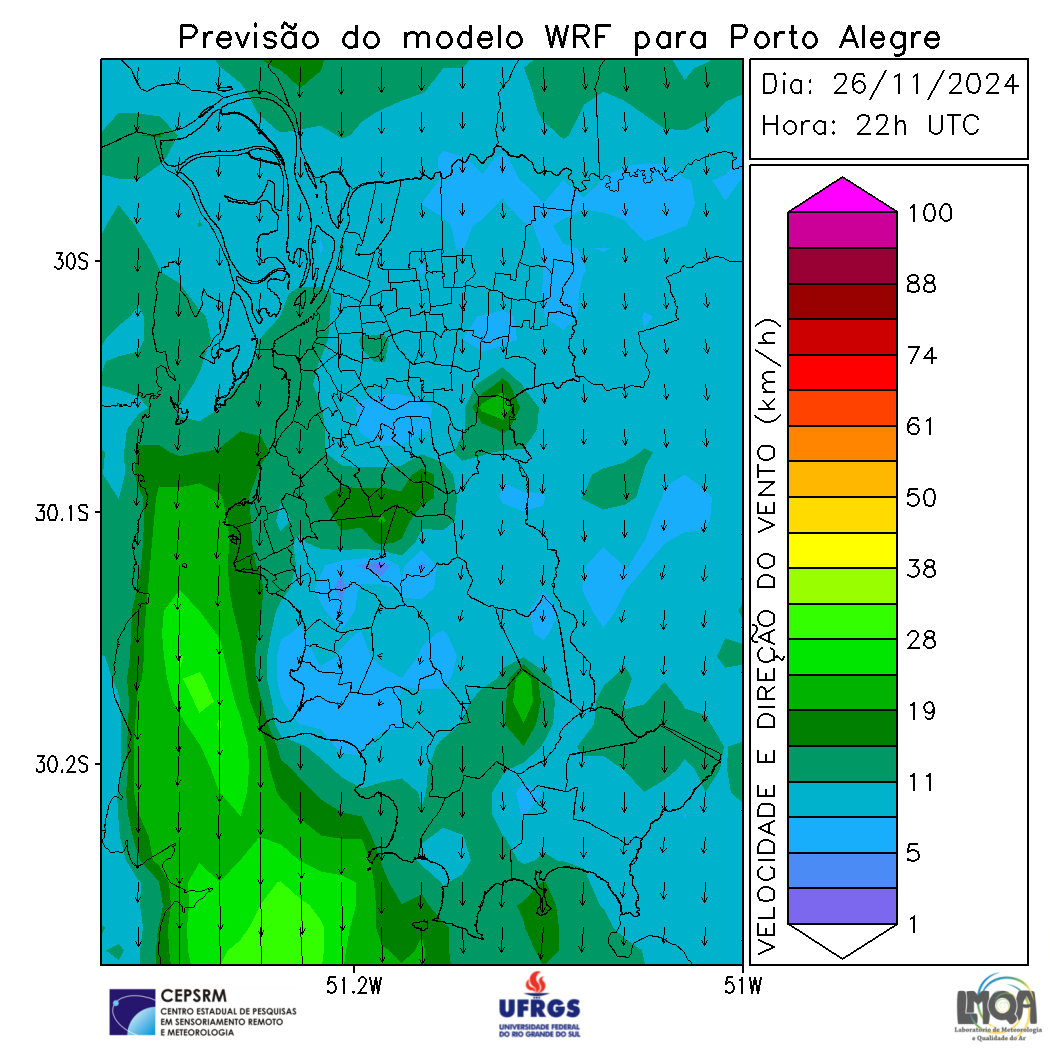 Previsão do modelo WRF para Porto Alegre
Dia: 26/11/2024
Hora: 22h UTC
30S
30.1S
30.2S
51.2W
51W
VELOCIDADE E DIREÇÃO DO VENTO (km/h)
100
88
74
61
50
38
28
19
11
5
1
CEPSRM
CENTRO ESTADUAL DE PESQUISAS
EM SENSORIAMENTO REMOTO
E METEOROLOGIA
UFRGS
UNIVERSIDADE FEDERAL
DO RIO GRANDE DO SUL
LMQA
Laboratório de Meteorologia
e Qualidade do Ar